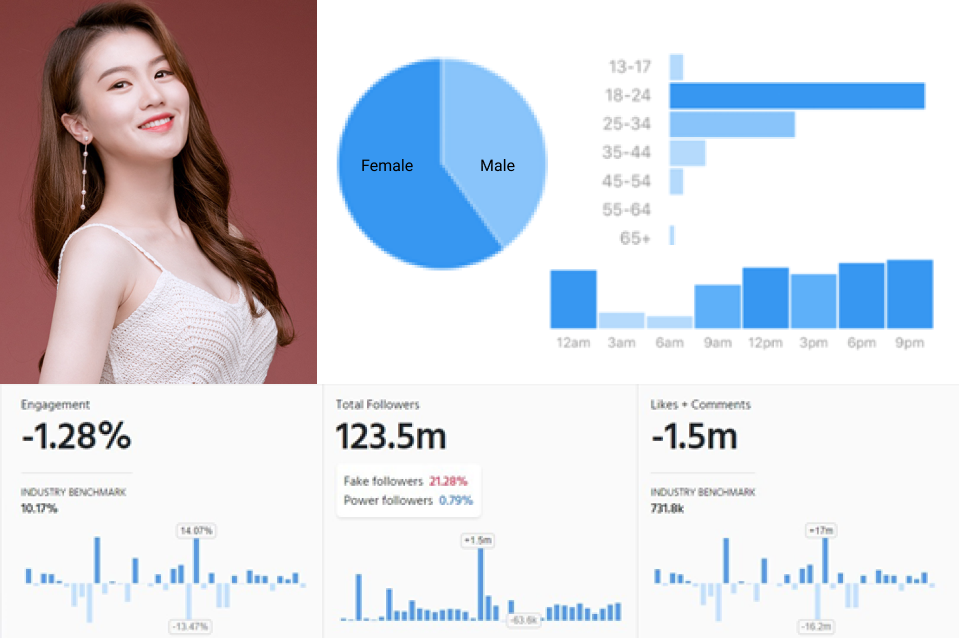 Female
Male
13-17
18-24
25-34
35-44
45-54
55-64
65+
12am 3am 6am 9am 12pm 3pm 6pm 9pm
Engagement
-1.28%
INDUSTRY BENCHMARK
10.17%
14.07%
-13.47%
Total Followers
123.5m
Fake followers 21.28%
Power followers 0.79%
+1.5m
-63.6k
Likes + Comments
-1.5m
INDUSTRY BENCHMARK
731.8k
+17m
-16.2m